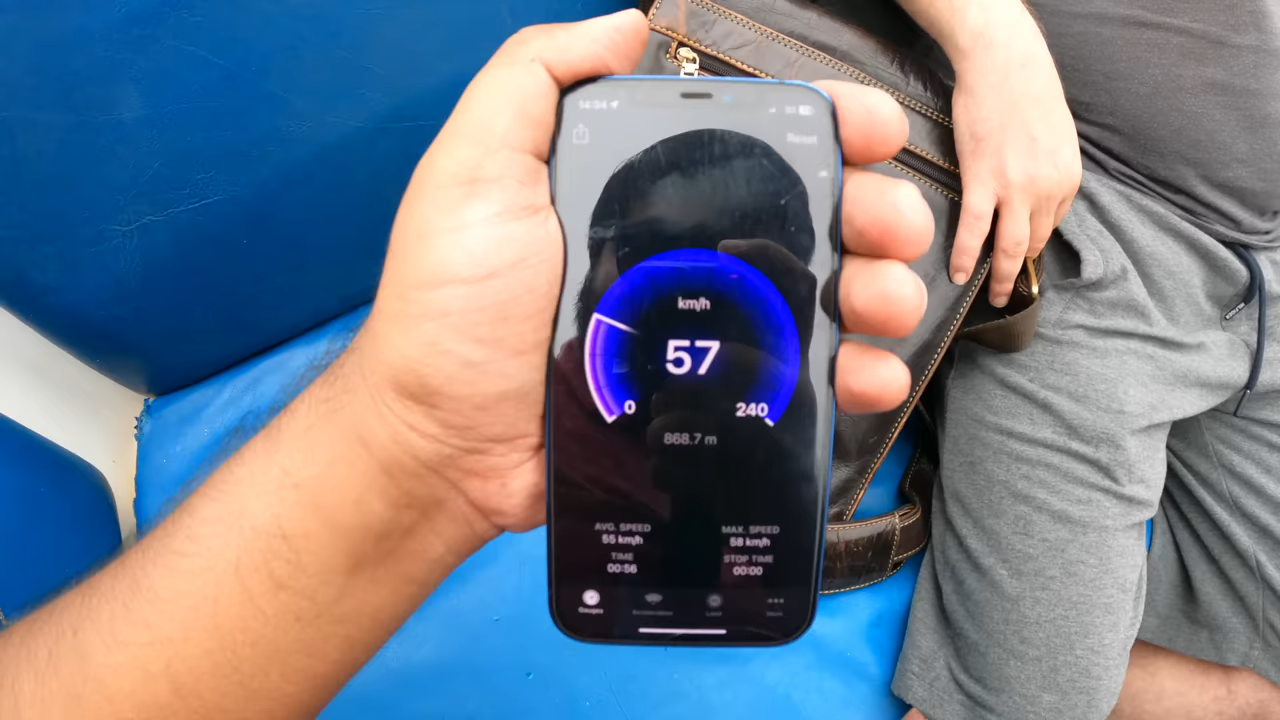 14:04
Reset
km/h
57
0
240
868.7 m
AVG. SPEED
55 km/h
MAX. SPEED
58 km/h
TIME
00:56
STOP TIME
00:00
Gauges